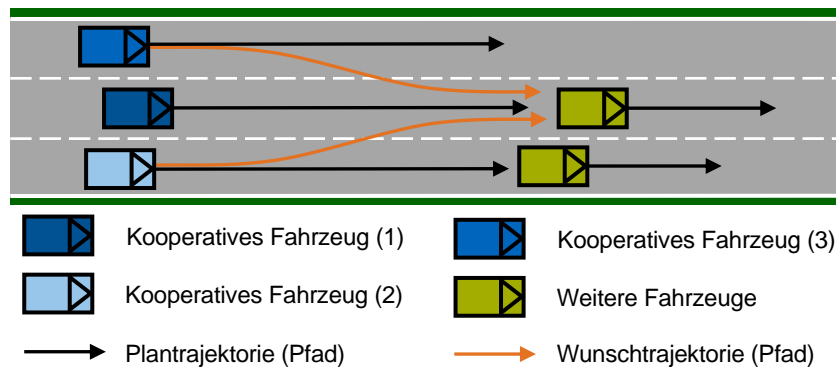 Kooperatives Fahrzeug (1)
Kooperatives Fahrzeug (3)
Kooperatives Fahrzeug (2)
Weitere Fahrzeuge
Plantrajektorie (Pfad)
Wunschtrajektorie (Pfad)